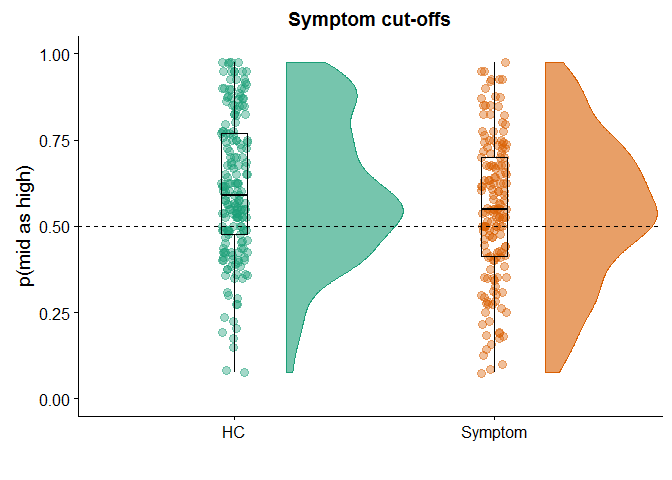 Symptom cut-offs
p(mid as high)
1.00
0.75
0.50
0.25
0.00
HC
Symptom